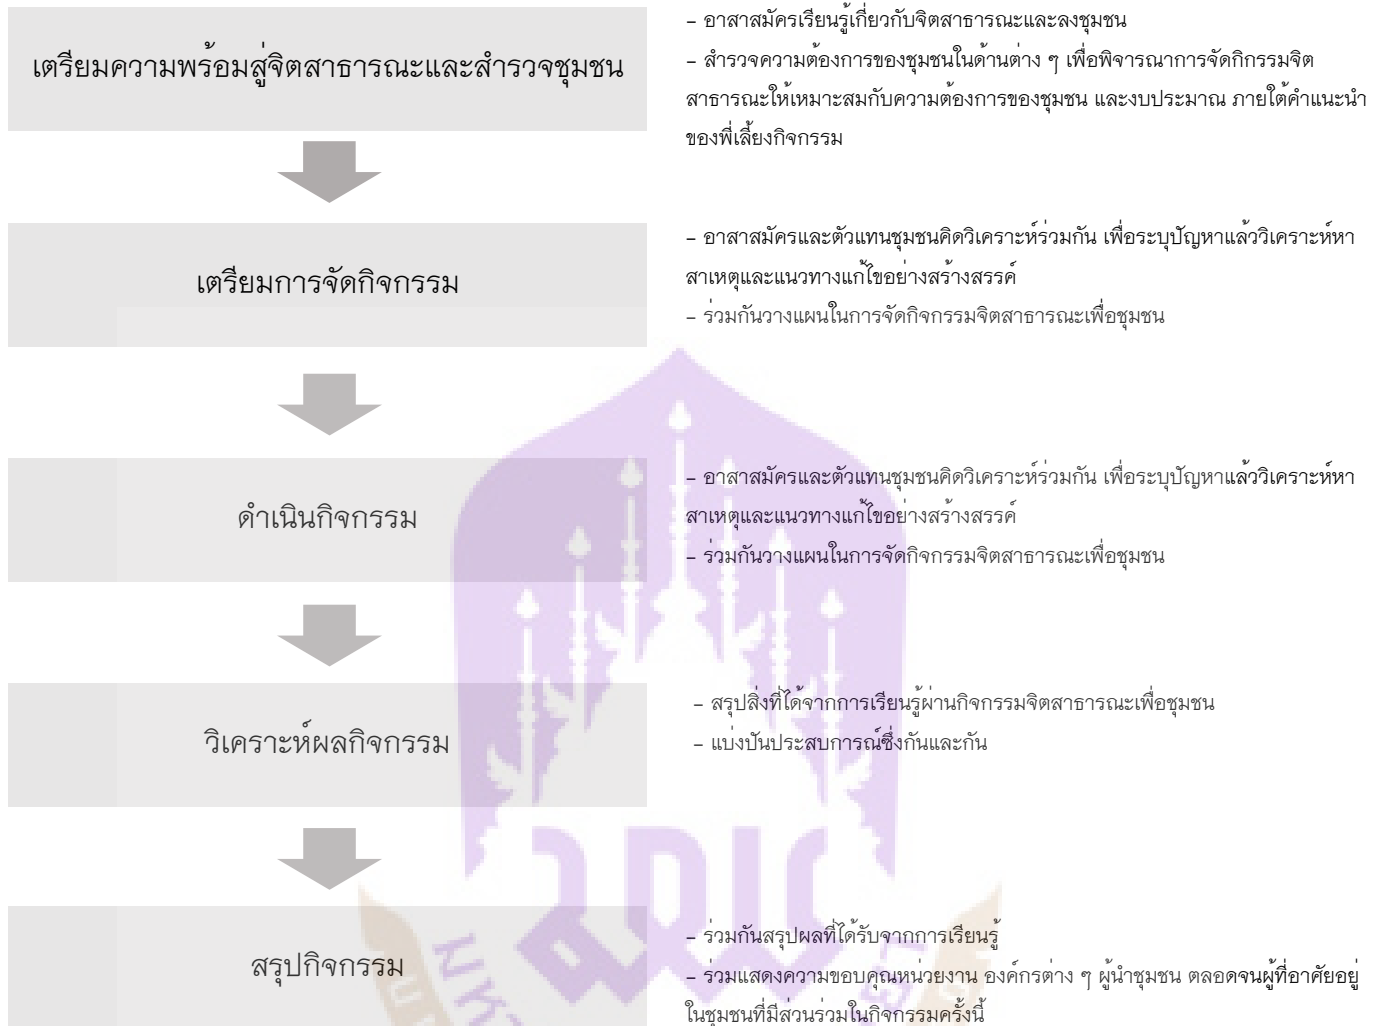 เตรียมความพร้อมสู่จิตสาธารณะและสำรวจชุมชน
- อาสาสมัครเรียนรู้เกี่ยวกับจิตสาธารณะและลงชุมชน
- สำรวจความต้องการของชุมชนในด้านต่าง ๆ เพื่อพิจารณาการจัดกิกรรมจิต
สาธารณะให้เหมาะสมกับความต้องการของชุมชน และงบประมาณ ภายใต้คำแนะนำ
ของพี่เลี้ยงกิจกรรม
เตรียมการจัดกิจกรรม
- อาสาสมัครและตัวแทนชุมชนคิดวิเคราะห์ร่วมกัน เพื่อระบุปัญหาแล้ววิเคราะห์หา
สาเหตุและแนวทางแก้ไขอย่างสร้างสรรค์
- ร่วมกันวางแผนในการจัดกิจกรรมจิตสาธารณะเพื่อชุมชน
ดำเนินกิจกรรม
- อาสาสมัครและตัวแทนชุมชนคิดวิเคราะห์ร่วมกัน เพื่อระบุปัญหาแล้ววิเคราะห์หา
สาเหตุและแนวทางแก้ไขอย่างสร้างสรรค์
- ร่วมกันวางแผนในการจัดกิจกรรมจิตสาธารณะเพื่อชุมชน
วิเคราะห์ผลกิจกรรม
- สรุปสิ่งที่ได้จากการเรียนรู้ผ่านกิจกรรมจิตสาธารณะเพื่อชุมชน
- แบ่งปันประสบการณ์ซึ่งกันและกัน
สรุปกิจกรรม
- ร่วมกันสรุปผลที่ได้รับจากการเรียนรู้
- ร่วมแสดงความขอบคุณหน่วยงาน องค์กรต่าง ๆ ผู้นำชุมชน ตลอดจนผู้ที่อาศัยอยู่
ในชุมชนที่มีส่วนร่วมในกิจกรรมครั้งนี้